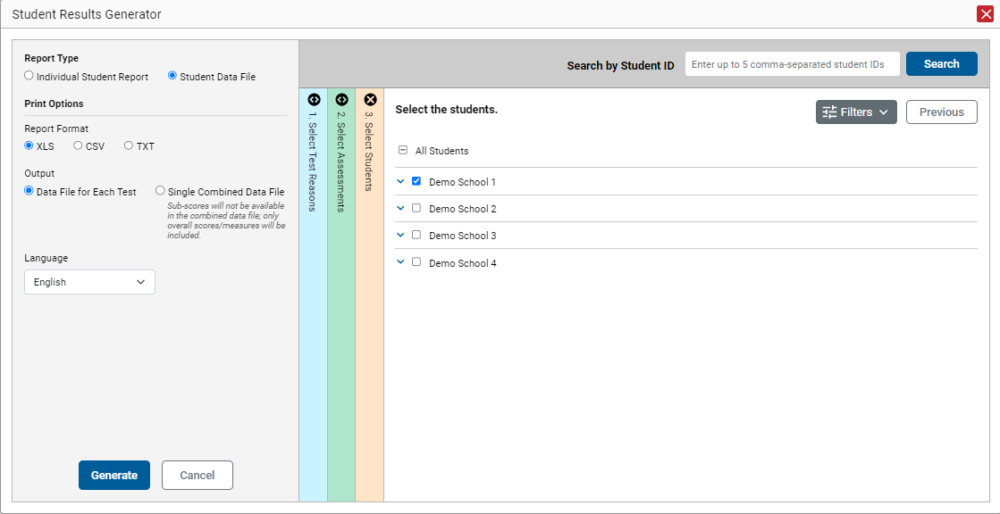 Student Results Generator
Report Type
Individual Student Report
Student Data File
Print Options
Report Format
XLS
CSV
TXT
Output
Data File for Each Test
Single Combined Data File
Sub-scores will not be available
in the combined data file; only
overall scores/measures will be
included.
Language
English
Generate
Cancel
Search by Student ID
Enter up to 5 comma-separated student IDs
Search
1. Select Test Reasons
2. Select Assessments
3. Select Students
Select the students.
Filters
Previous
All Students
Demo School 1
Demo School 2
Demo School 3
Demo School 4